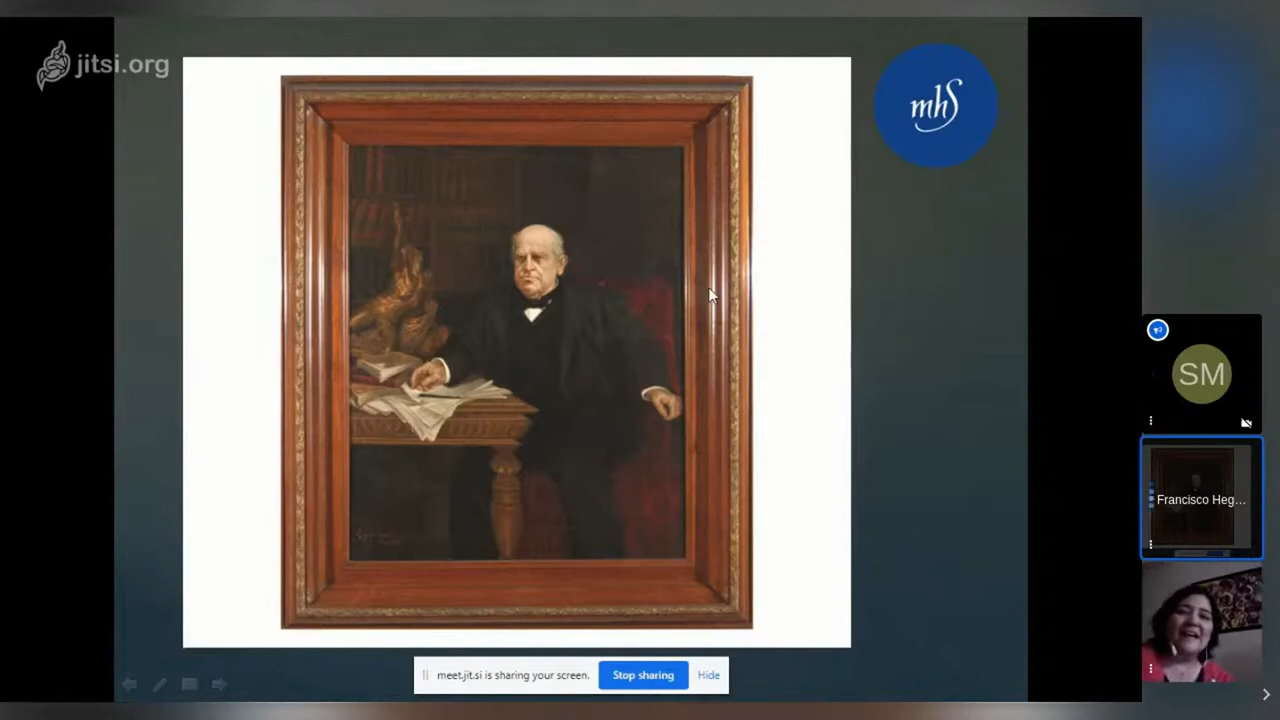 jitsi.org
mhS
SM
Francisco Heg...
meet.jit.si is sharing your screen.
Stop sharing
Hide